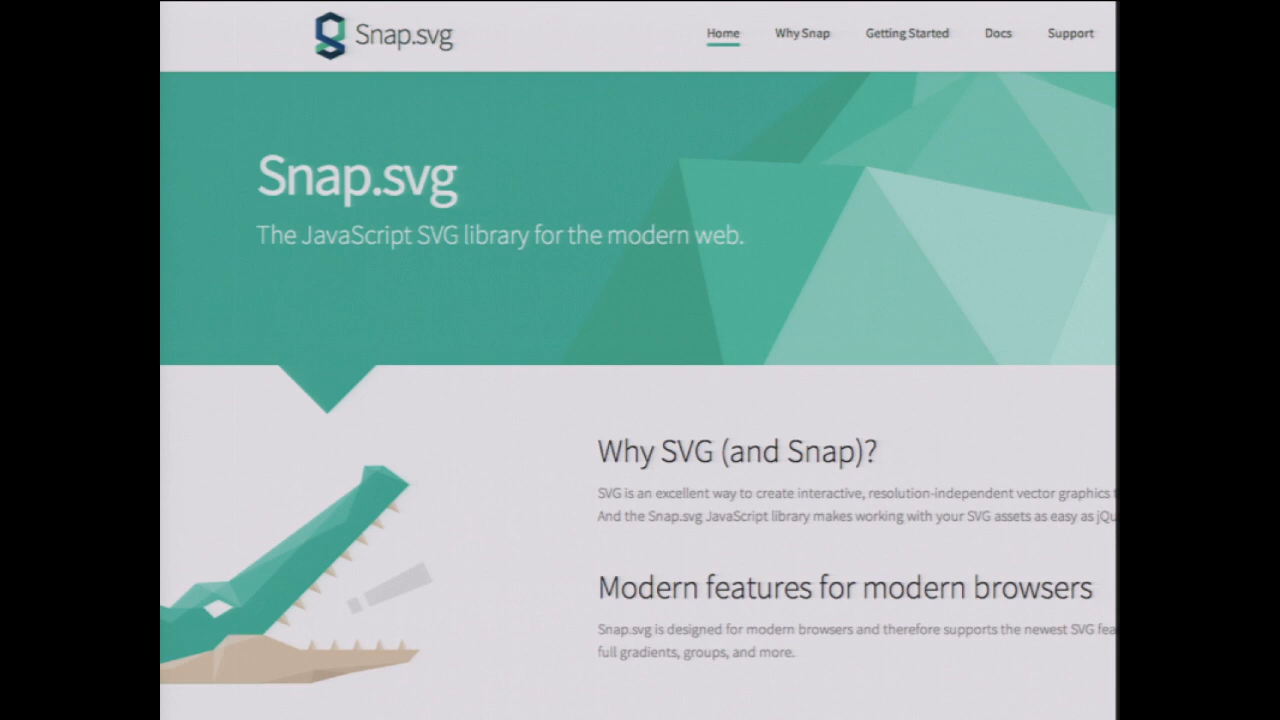 Snap.svg
Home Why Snap Getting Started Docs Support
Snap.svg
The JavaScript SVG library for the modern web.
Why SVG (and Snap)?
SVG is an excellent way to create interactive, resolution-independent vector graphics
And the Snap.svg JavaScript library makes working with your SVG assets as easy as
Modern features for modern browsers
Snap.svg is designed for modern browsers and therefore supports the newest SVG
full gradients, groups, and more.